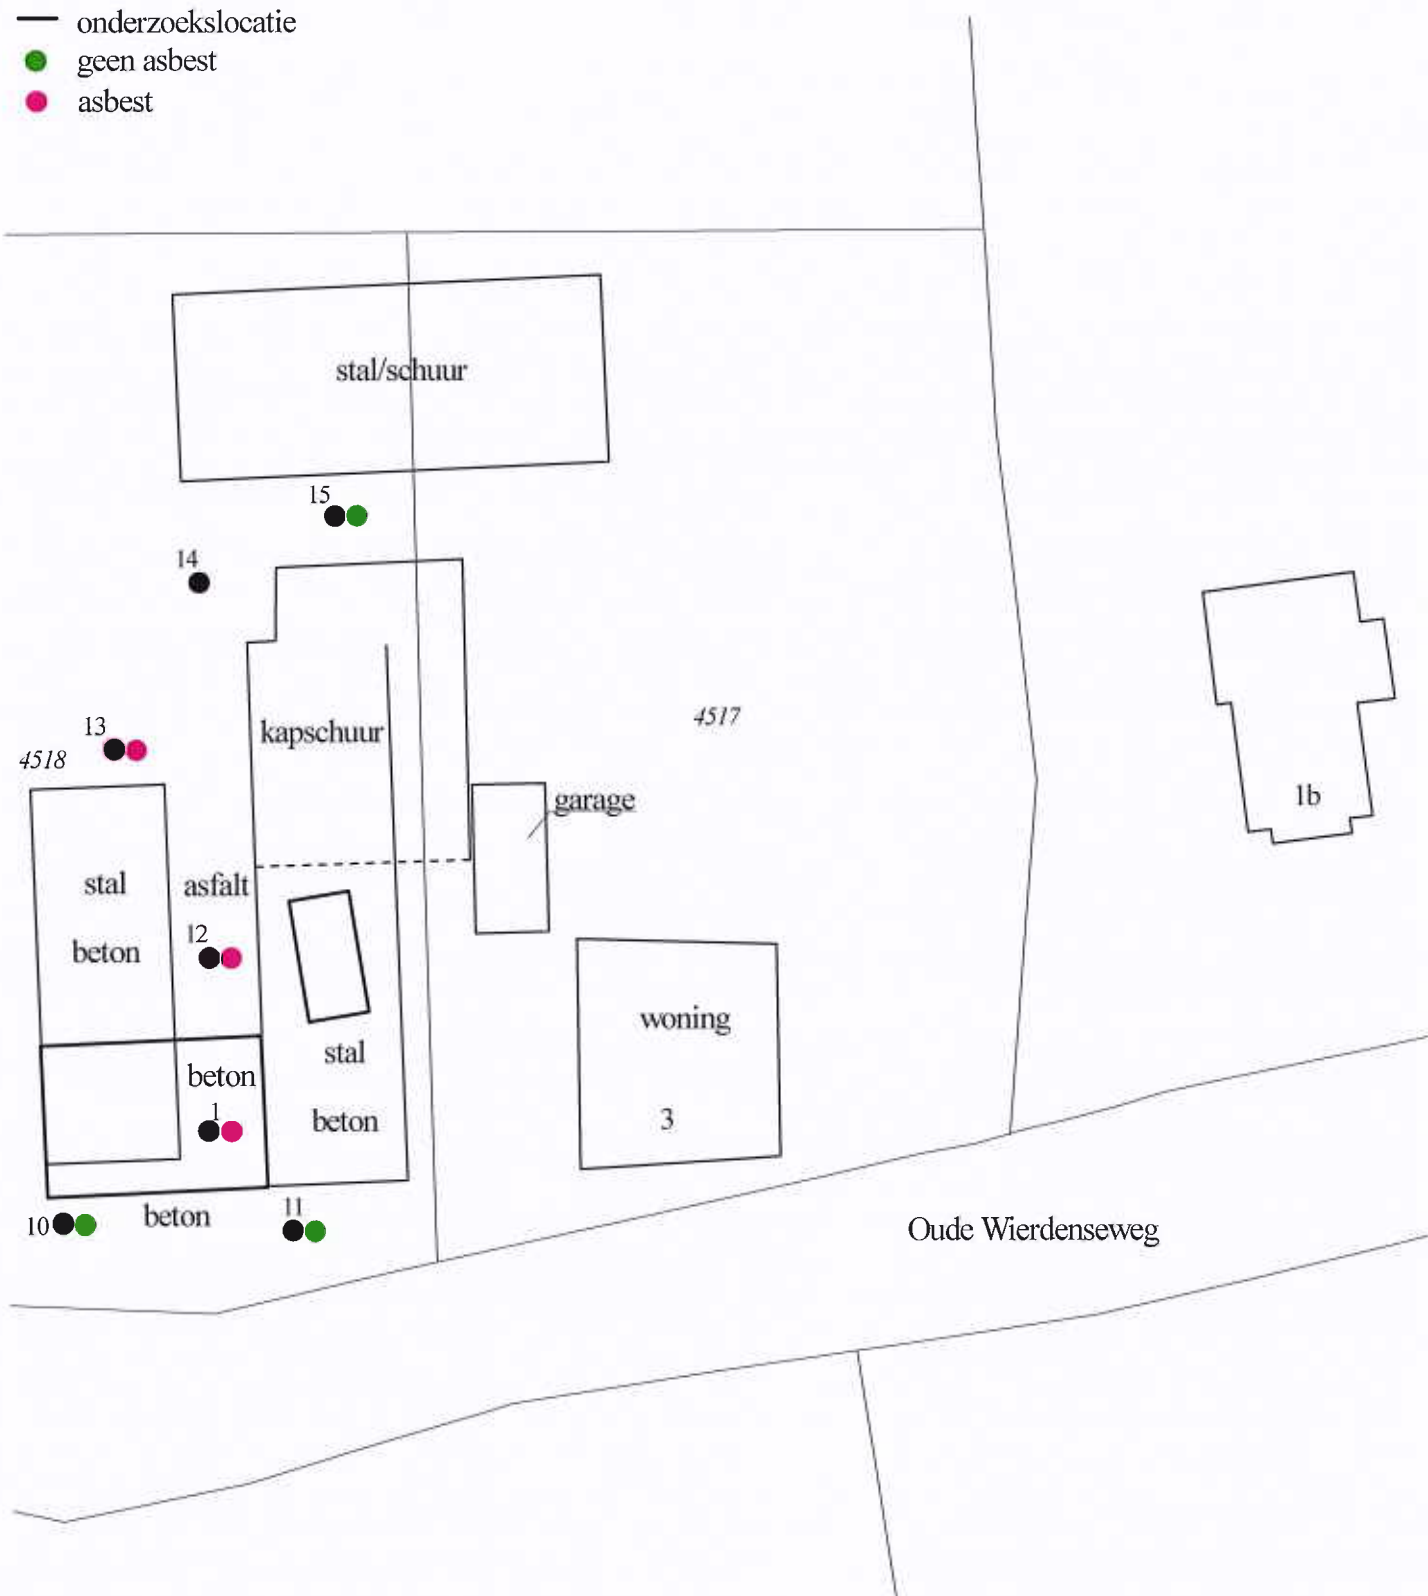 onderzoekslocatie
geen asbest
asbest
stal/schuur
15
14
4517
13
kapschuur
4518
garage
1b
stal
asfalt
beton
12
woning
stal
beton
1
beton
3
11
10
beton
Oude Wierdenseweg